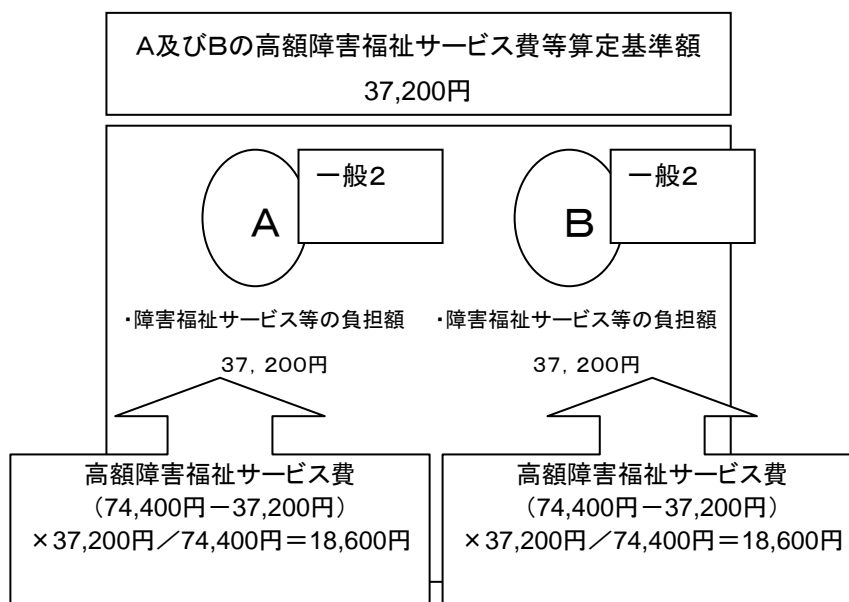 A及びBの高額障害福祉サービス費等算定基準額
37,200円
一般2
A
一般2
B
・障害福祉サービス等の負担額
37,200円
・障害福祉サービス等の負担額
37,200円
高額障害福祉サービス費
(74,400円-37,200円)
×37,200円/74,400円=18,600円
高額障害福祉サービス費
(74,400円-37,200円)
×37,200円/74,400円=18,600円